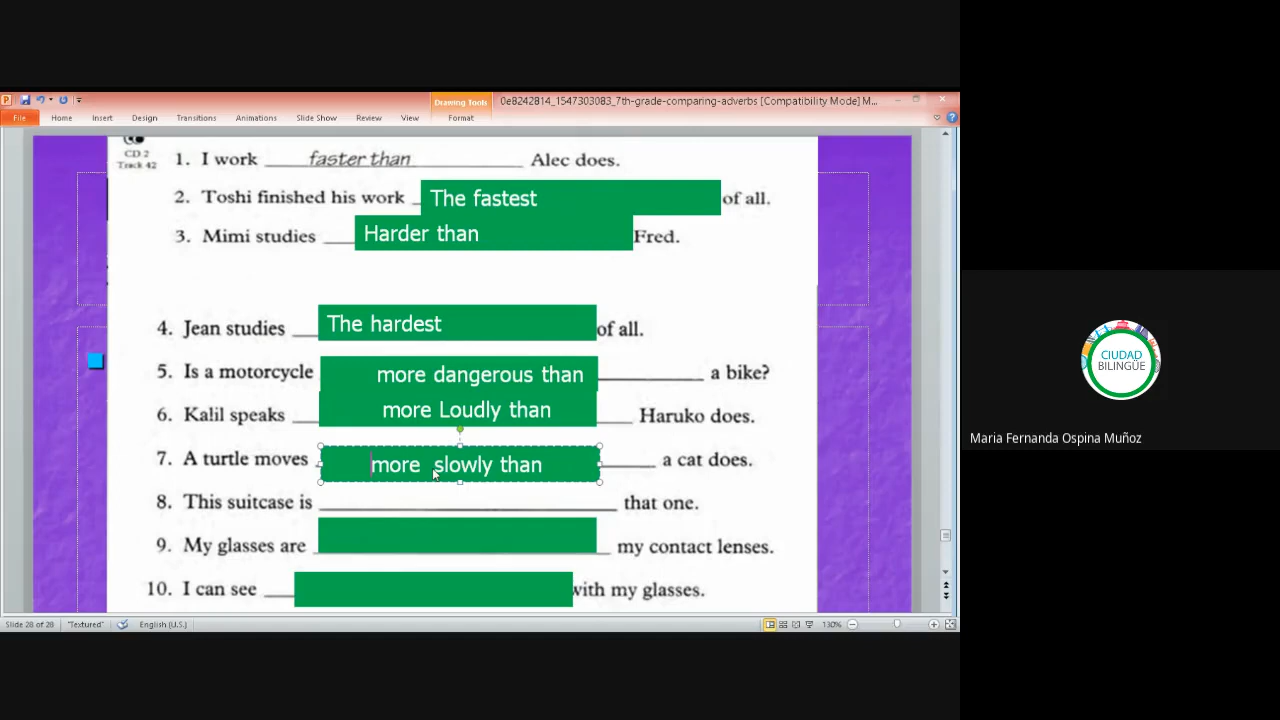 Drawing Tools
0e8242814_1547303083_7th-grade-comparing-adverbs [Compatibility Mode] M...
File Home Insert Design Transitions Animations Slide Show Review View Format
CD 2
Track 42
1. I work faster than Alec does.
2. Toshi finished his work The fastest of all.
3. Mimi studies Harder than Fred.
4. Jean studies The hardest of all.
5. Is a motorcycle more dangerous than a bike?
6. Kalil speaks more Loudly than Haruko does.
7. A turtle moves more slowly than a cat does.
8. This suitcase is that one.
9. My glasses are my contact lenses.
10. I can see with my glasses.
Slide 28 of 28 "Textured" English (U.S.) 130%
CIUDAD
BILINGÜE
Maria Fernanda Ospina Muñoz